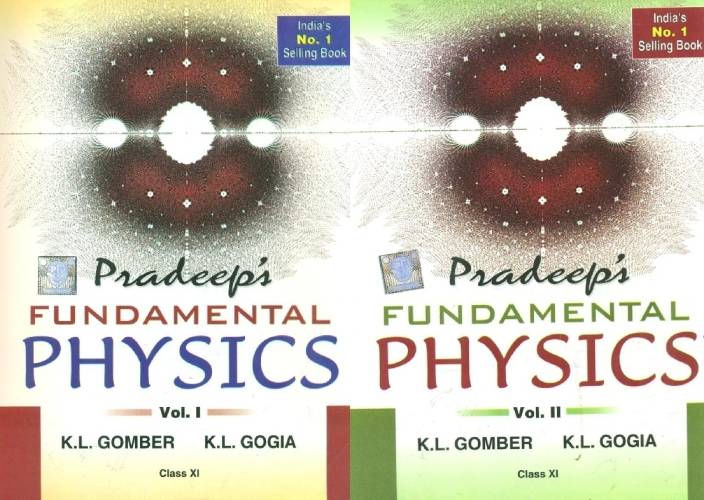 India's
No. 1
Selling Book
Pradeep's
FUNDAMENTAL
PHYSICS
Vol. I
K.L. GOMBER K.L. GOGIA
Class XI
India's
No. 1
Selling Book
Pradeep's
FUNDAMENTAL
PHYSICS
Vol. II
K.L. GOMBER K.L. GOGIA
Class XI